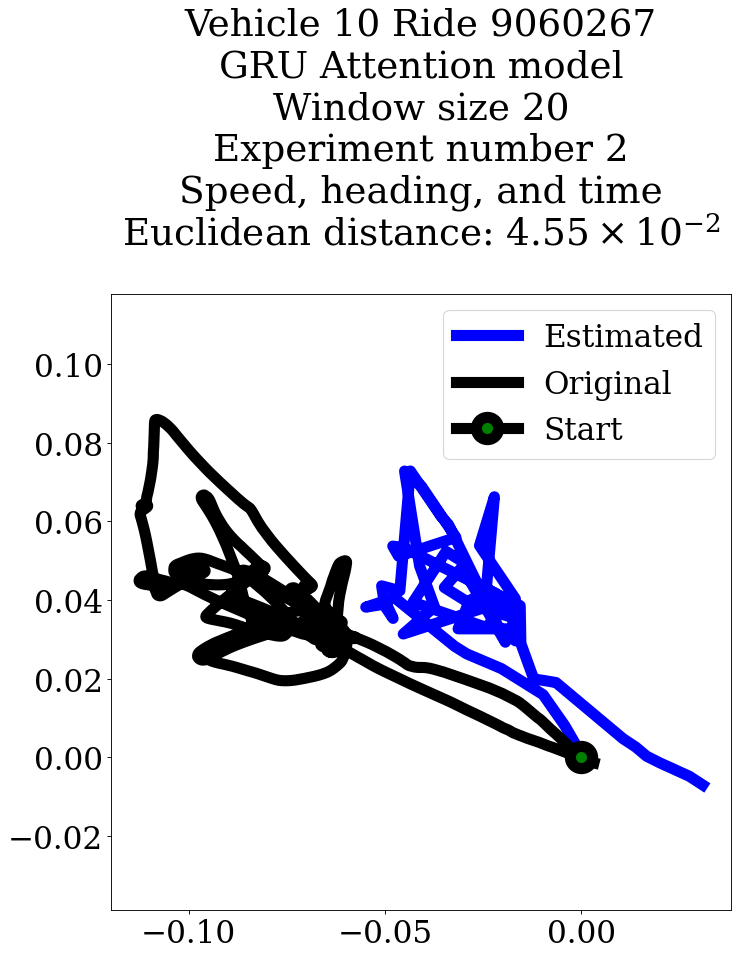 Vehicle 10 Ride 9060267
GRU Attention model
Window size 20
Experiment number 2
Speed, heading, and time
Euclidean distance: 4.55 × 10⁻²
Estimated
Original
Start
0.10
0.08
0.06
0.04
0.02
0.00
−0.02
−0.10 −0.05 0.00